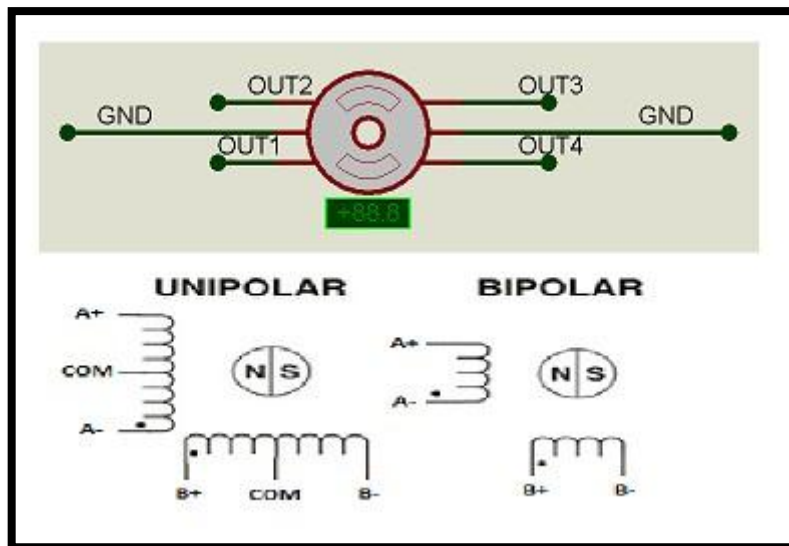 OUT2 OUT3
GND GND
OUT1 OUT4
+88.8
UNIPOLAR BIPOLAR
A+ A+
COM N S N S
A- A-
B+ COM B- B+ B-